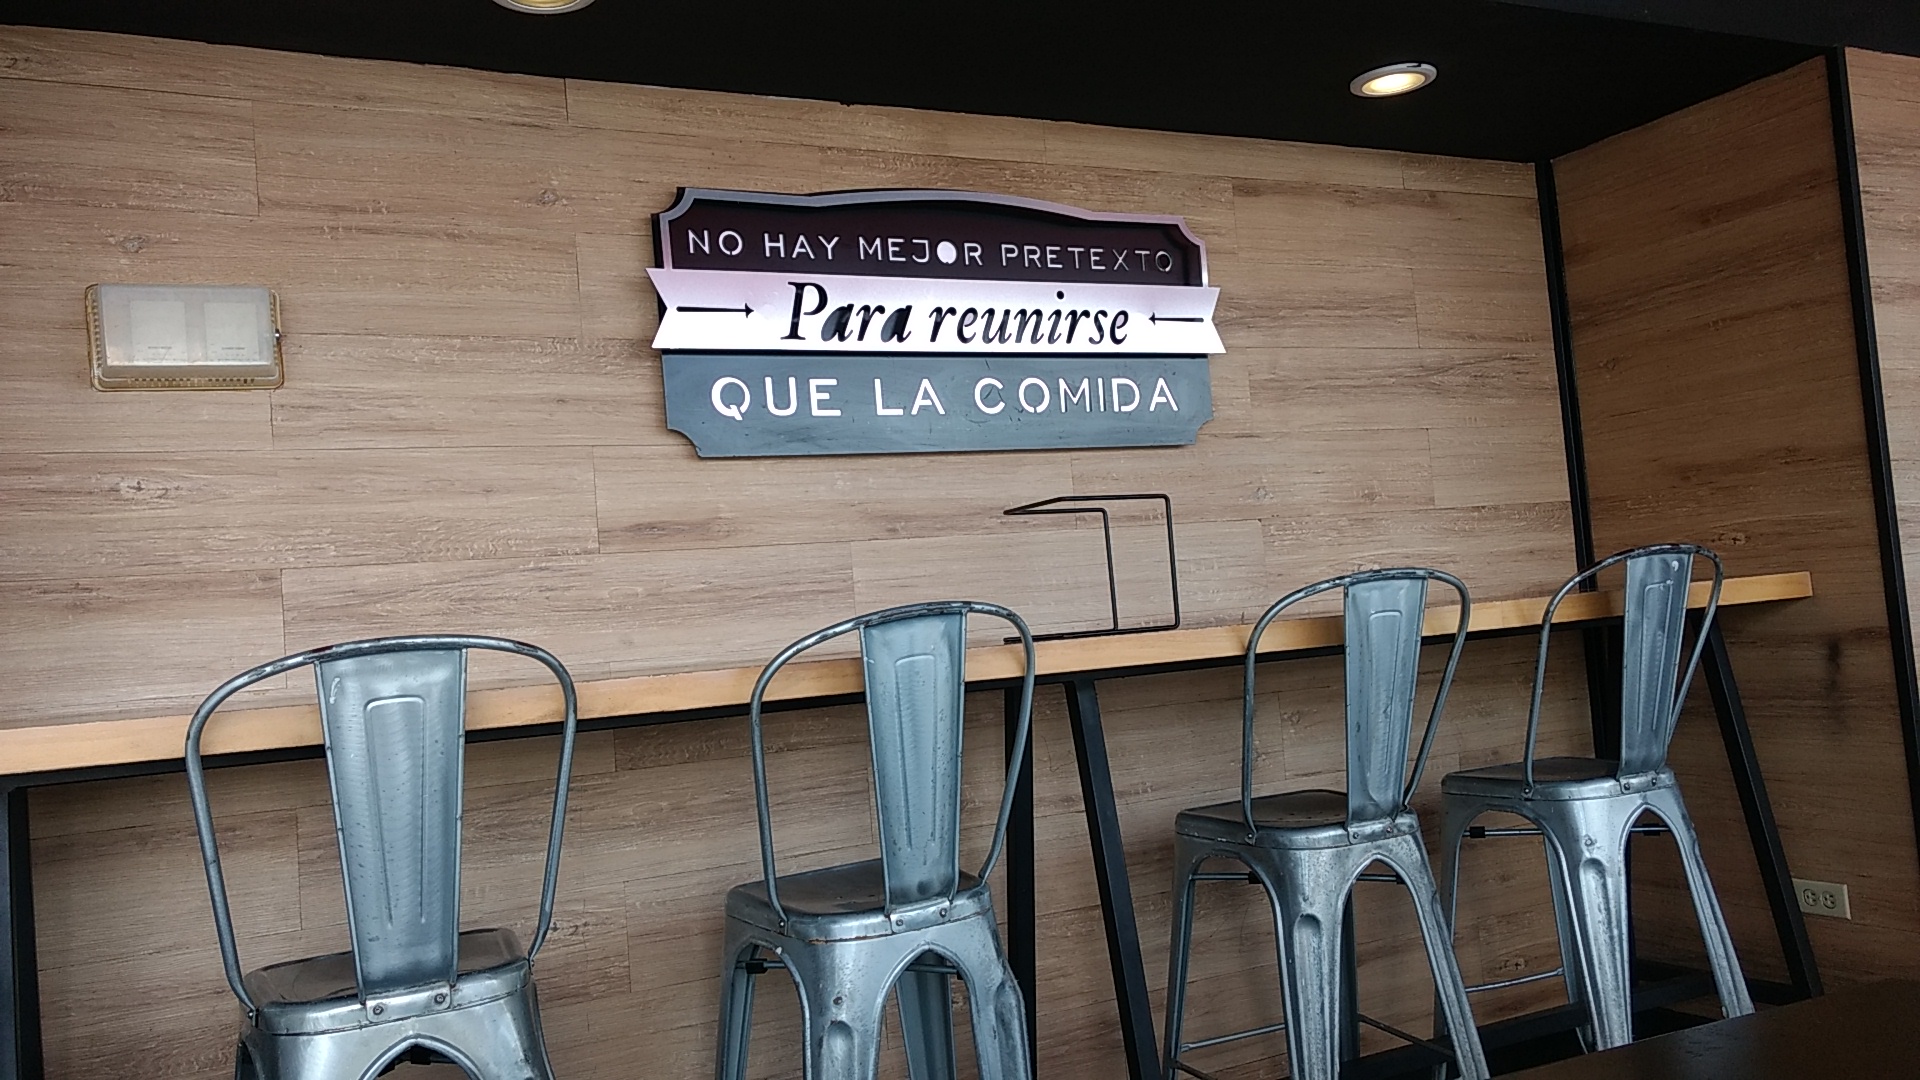 NO HAY MEJOR PRETEXTO
Para reunirse
QUE LA COMIDA